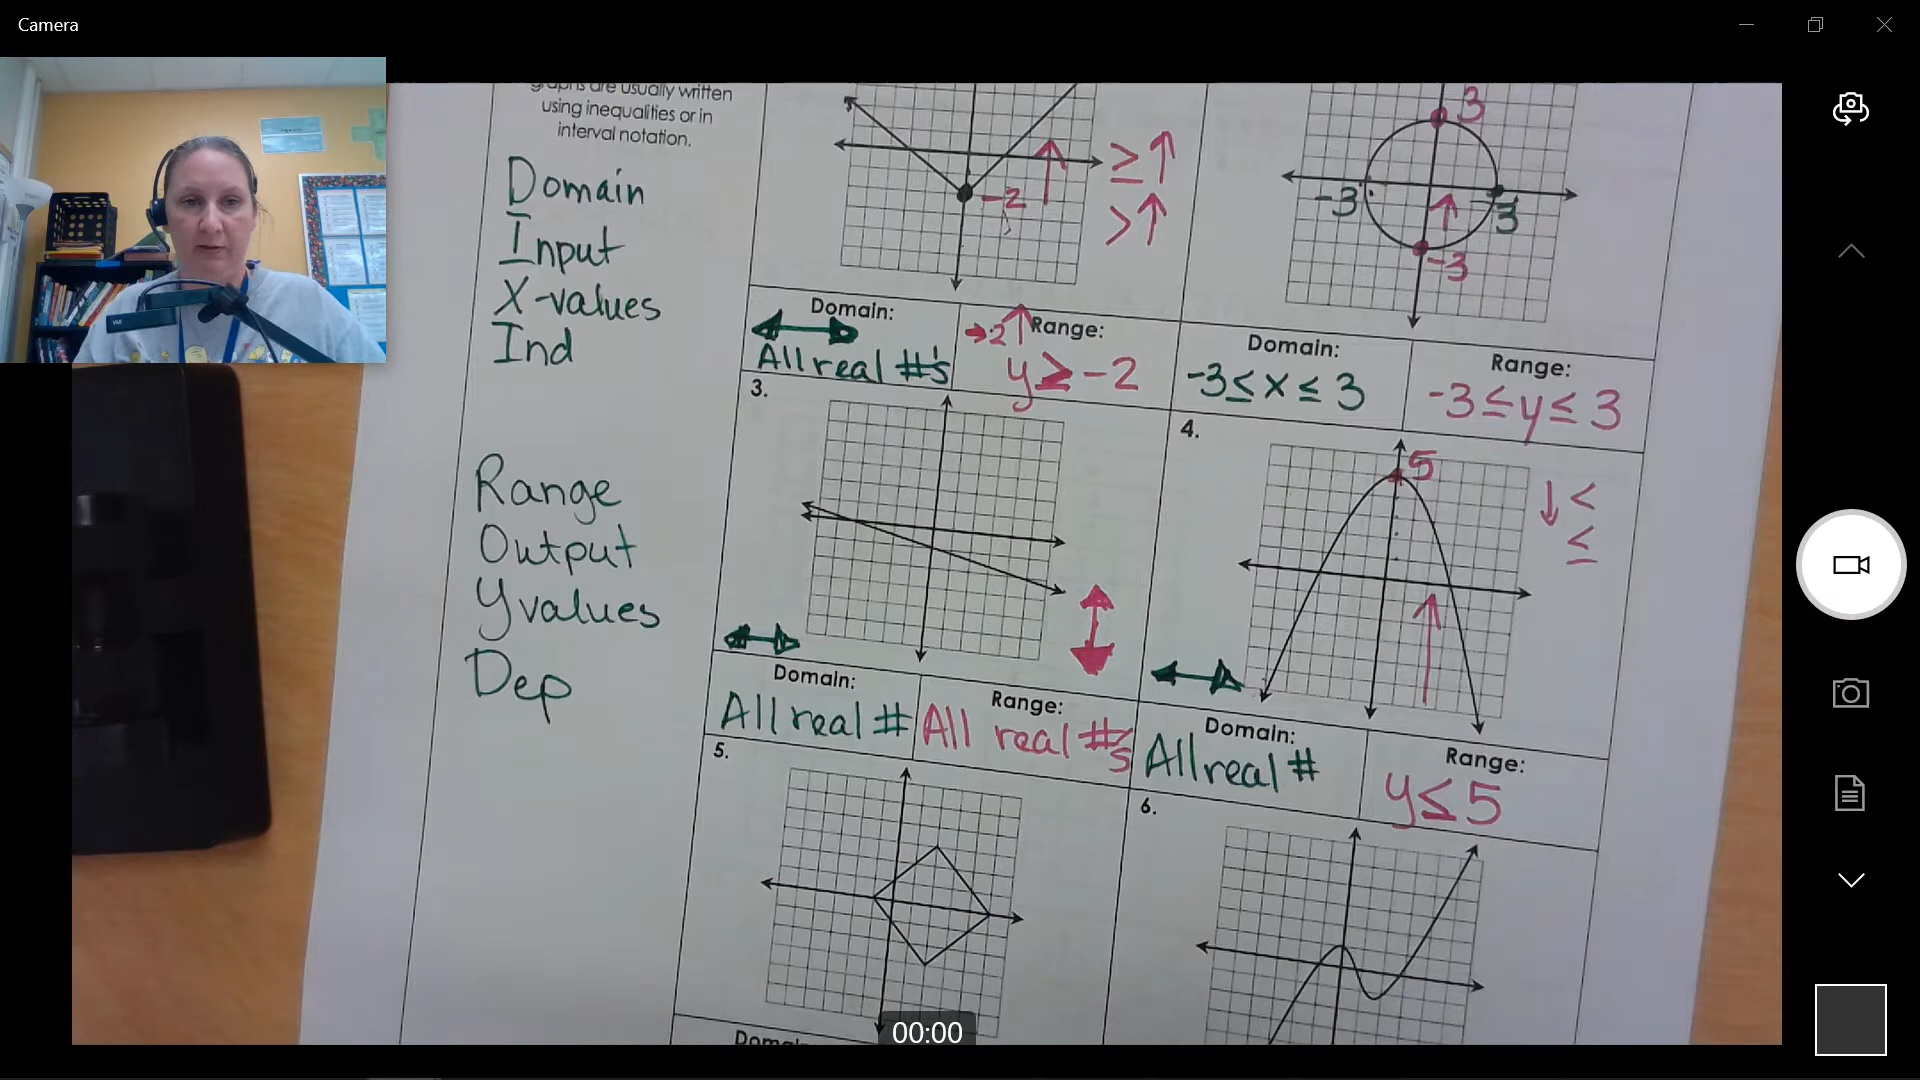 Camera
graphs are usually written
using inequalities or in
interval notation.
Domain
Input
X-values
Ind
Range
Output
Y values
Dep
-2
≥↑
>↑
3
-3
3
-3
Domain:
All real #'s
→2↑ Range:
y ≥ -2
Domain:
-3 ≤ x ≤ 3
Range:
-3 ≤ y ≤ 3
3.
Domain:
All real #
Range:
All real #'s
4.
5
↓ <
≤
Domain:
All real #
Range:
y ≤ 5
5.
6.
00:00